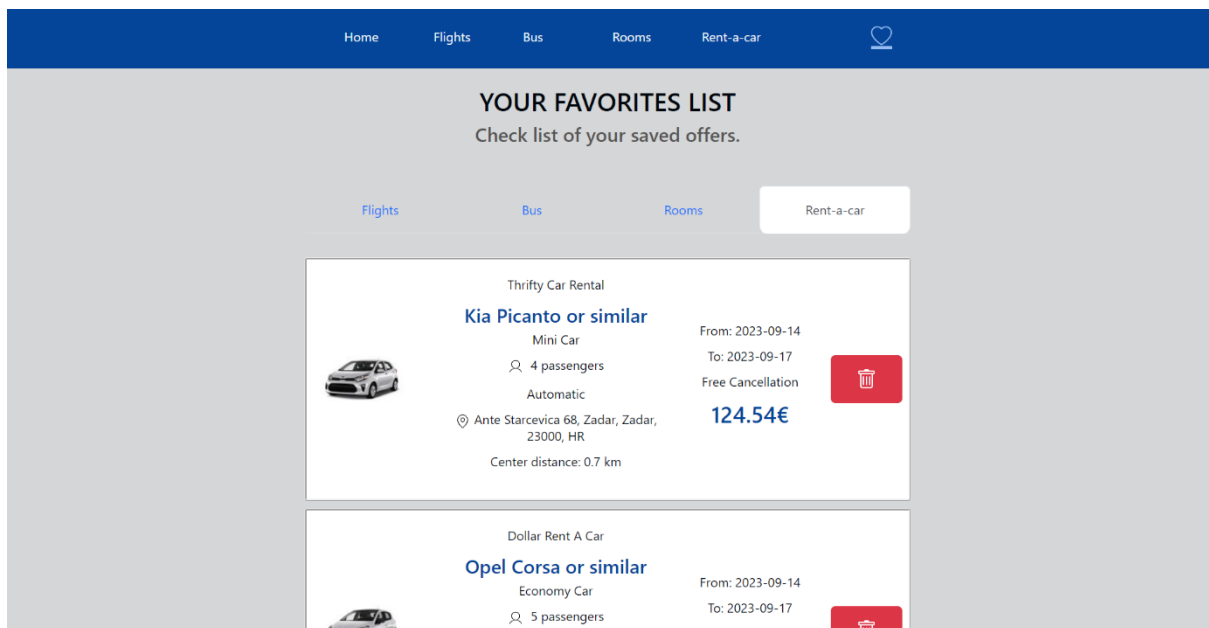 Home Flights Bus Rooms Rent-a-car
YOUR FAVORITES LIST
Check list of your saved offers.
Flights Bus Rooms Rent-a-car
Thrifty Car Rental
Kia Picanto or similar
Mini Car
4 passengers
Automatic
Ante Starcevica 68, Zadar, Zadar,
23000, HR
Center distance: 0.7 km
From: 2023-09-14
To: 2023-09-17
Free Cancellation
124.54€
Dollar Rent A Car
Opel Corsa or similar
Economy Car
5 passengers
From: 2023-09-14
To: 2023-09-17